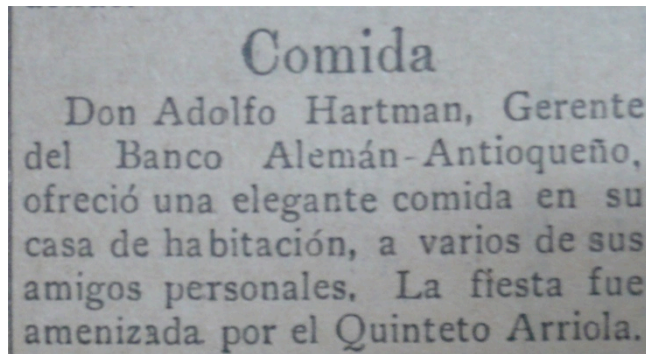 Comida
Don Adolfo Hartman, Gerente
del Banco Alemán-Antioqueño,
ofreció una elegante comida en su
casa de habitación, a varios de sus
amigos personales. La fiesta fue
amenizada por el Quinteto Arriola.